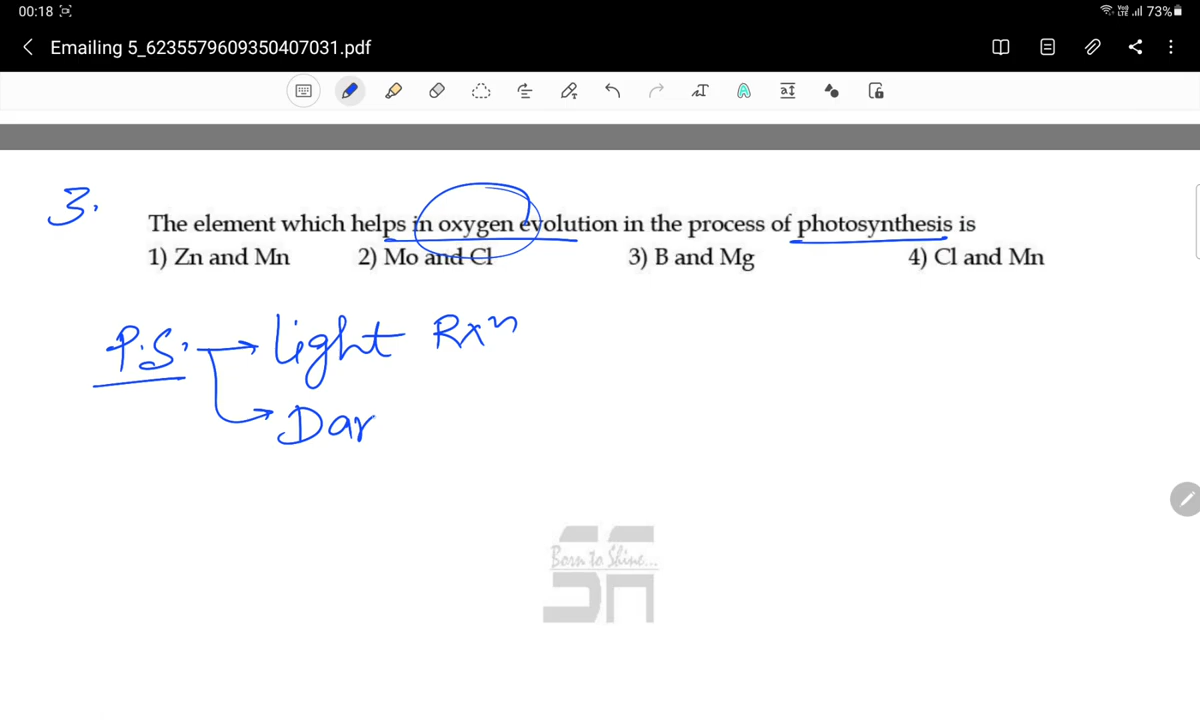 00:18 73%
Emailing 5_6235579609350407031.pdf
3.
The element which helps in oxygen evolution in the process of photosynthesis is
1) Zn and Mn 2) Mo and Cl 3) B and Mg 4) Cl and Mn
P.S. → light Rxn
→ Dar
Born to Shine...